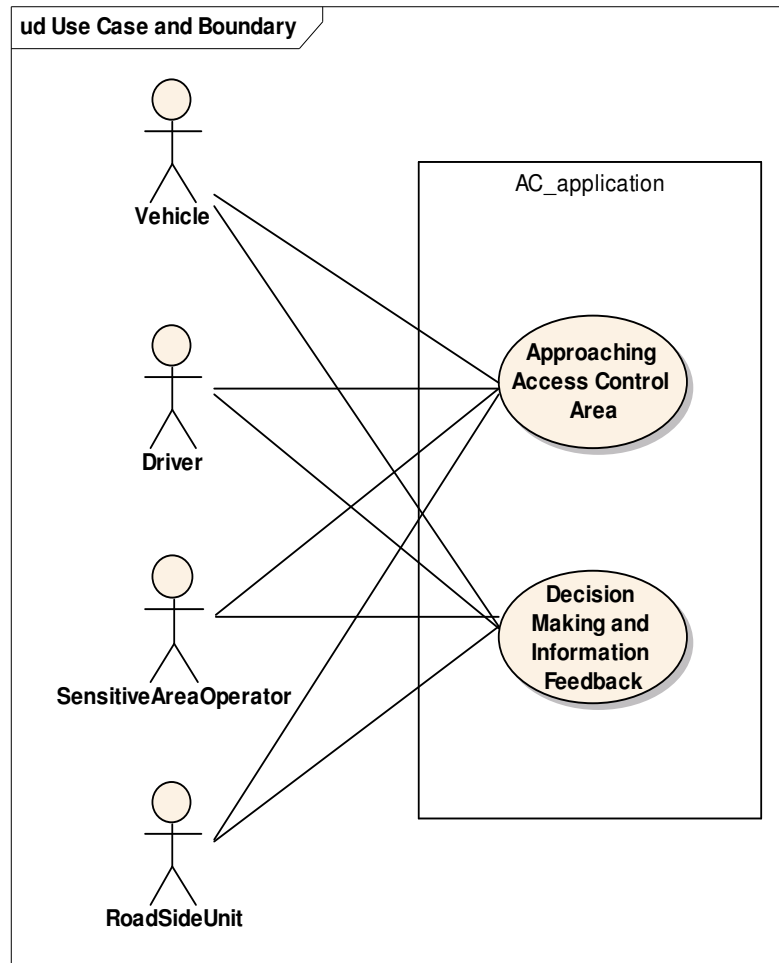 ud Use Case and Boundary
Vehicle
AC_application
Approaching
Access Control
Area
Driver
Decision
Making and
Information
Feedback
SensitiveAreaOperator
RoadSideUnit